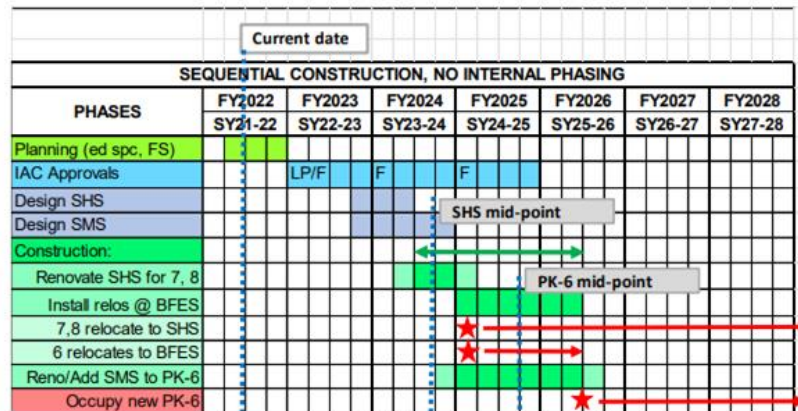 Current date
SEQUENTIAL CONSTRUCTION, NO INTERNAL PHASING
PHASES
FY2022 FY2023 FY2024 FY2025 FY2026 FY2027 FY2028
SY21-22 SY22-23 SY23-24 SY24-25 SY25-26 SY26-27 SY27-28
Planning (ed spc, FS)
IAC Approvals LP/F F F
Design SHS
SHS mid-point
Design SMS
Construction:
Renovate SHS for 7, 8
PK-6 mid-point
Install relos @ BFES
7,8 relocate to SHS
6 relocates to BFES
Reno/Add SMS to PK-6
Occupy new PK-6